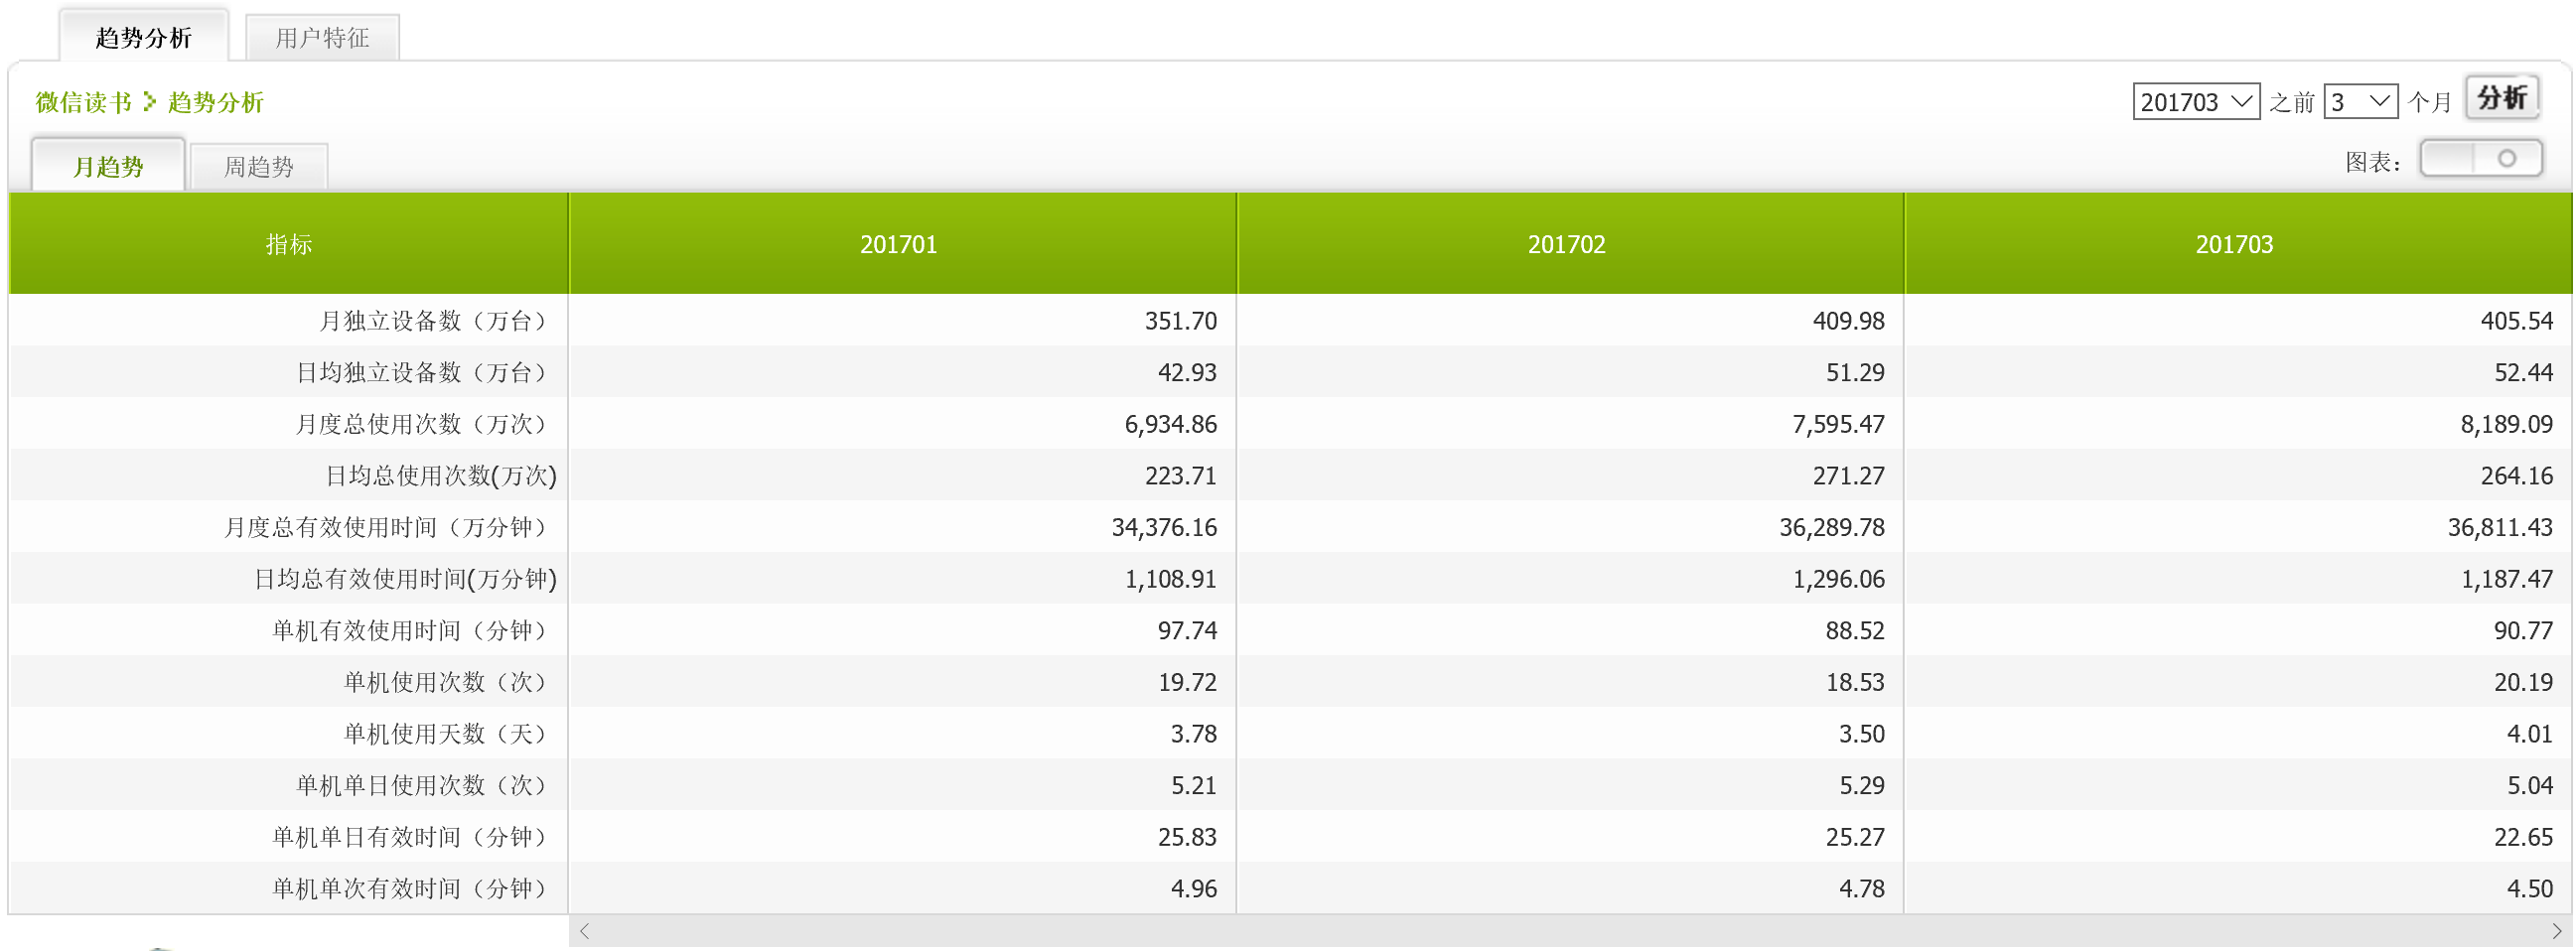 趋势分析 用户特征
微信读书 > 趋势分析 201703 之前 3 个月 分析
月趋势 周趋势 图表：
指标 201701 201702 201703
月独立设备数（万台） 351.70 409.98 405.54
日均独立设备数（万台） 42.93 51.29 52.44
月度总使用次数（万次） 6,934.86 7,595.47 8,189.09
日均总使用次数(万次) 223.71 271.27 264.16
月度总有效使用时间（万分钟） 34,376.16 36,289.78 36,811.43
日均总有效使用时间(万分钟) 1,108.91 1,296.06 1,187.47
单机有效使用时间（分钟） 97.74 88.52 90.77
单机使用次数（次） 19.72 18.53 20.19
单机使用天数（天） 3.78 3.50 4.01
单机单日使用次数（次） 5.21 5.29 5.04
单机单日有效时间（分钟） 25.83 25.27 22.65
单机单次有效时间（分钟） 4.96 4.78 4.50